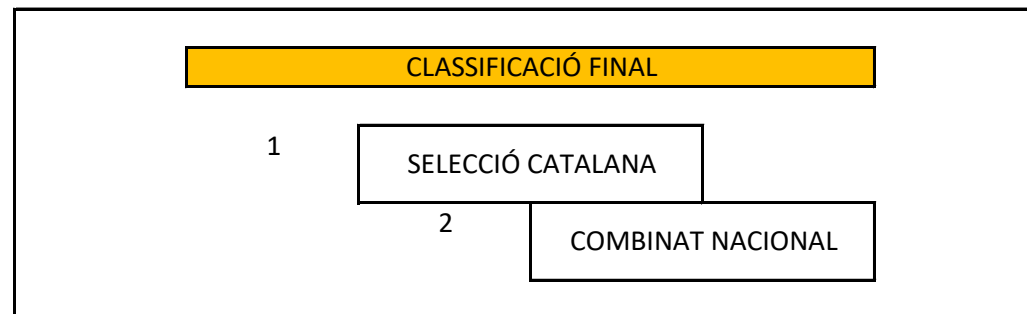 CLASSIFICACIÓ FINAL
1
SELECCIÓ CATALANA
2
COMBINAT NACIONAL